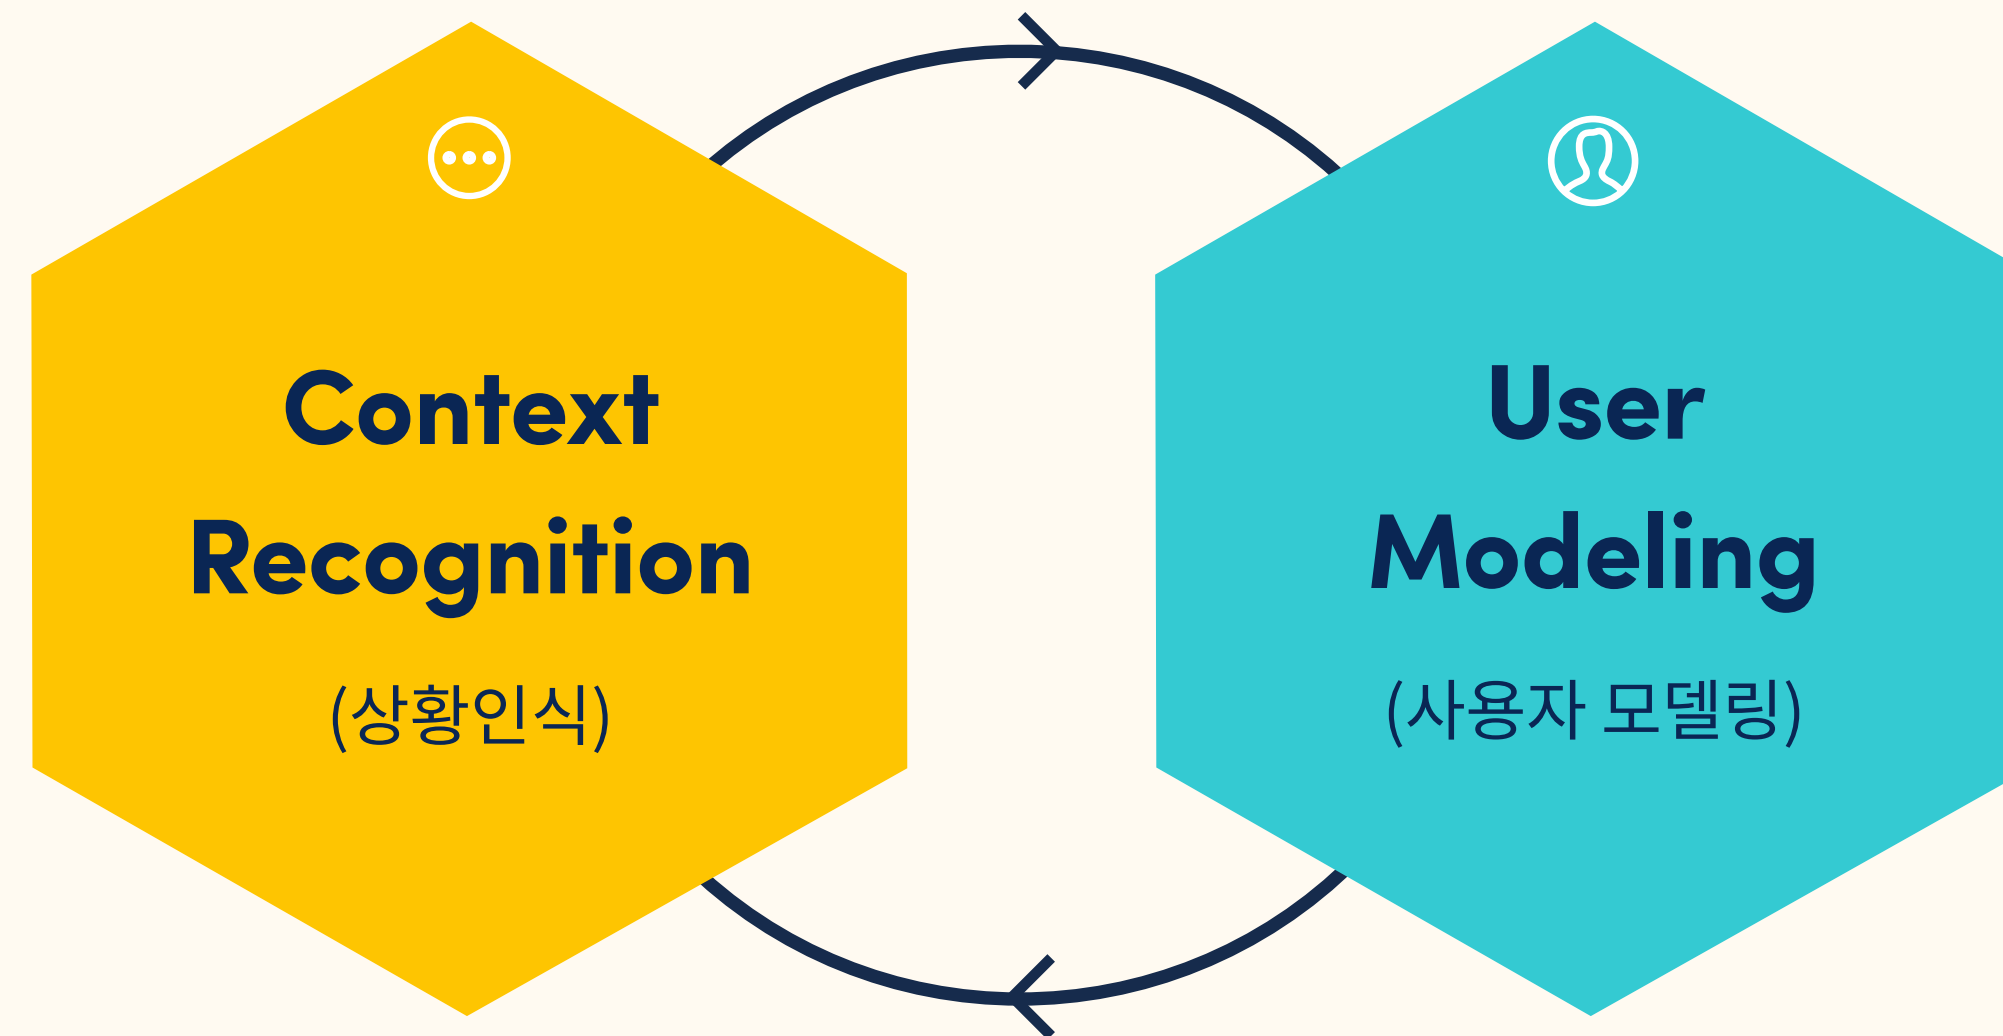 Context
Recognition
(상황인식)
User
Modeling
(사용자 모델링)